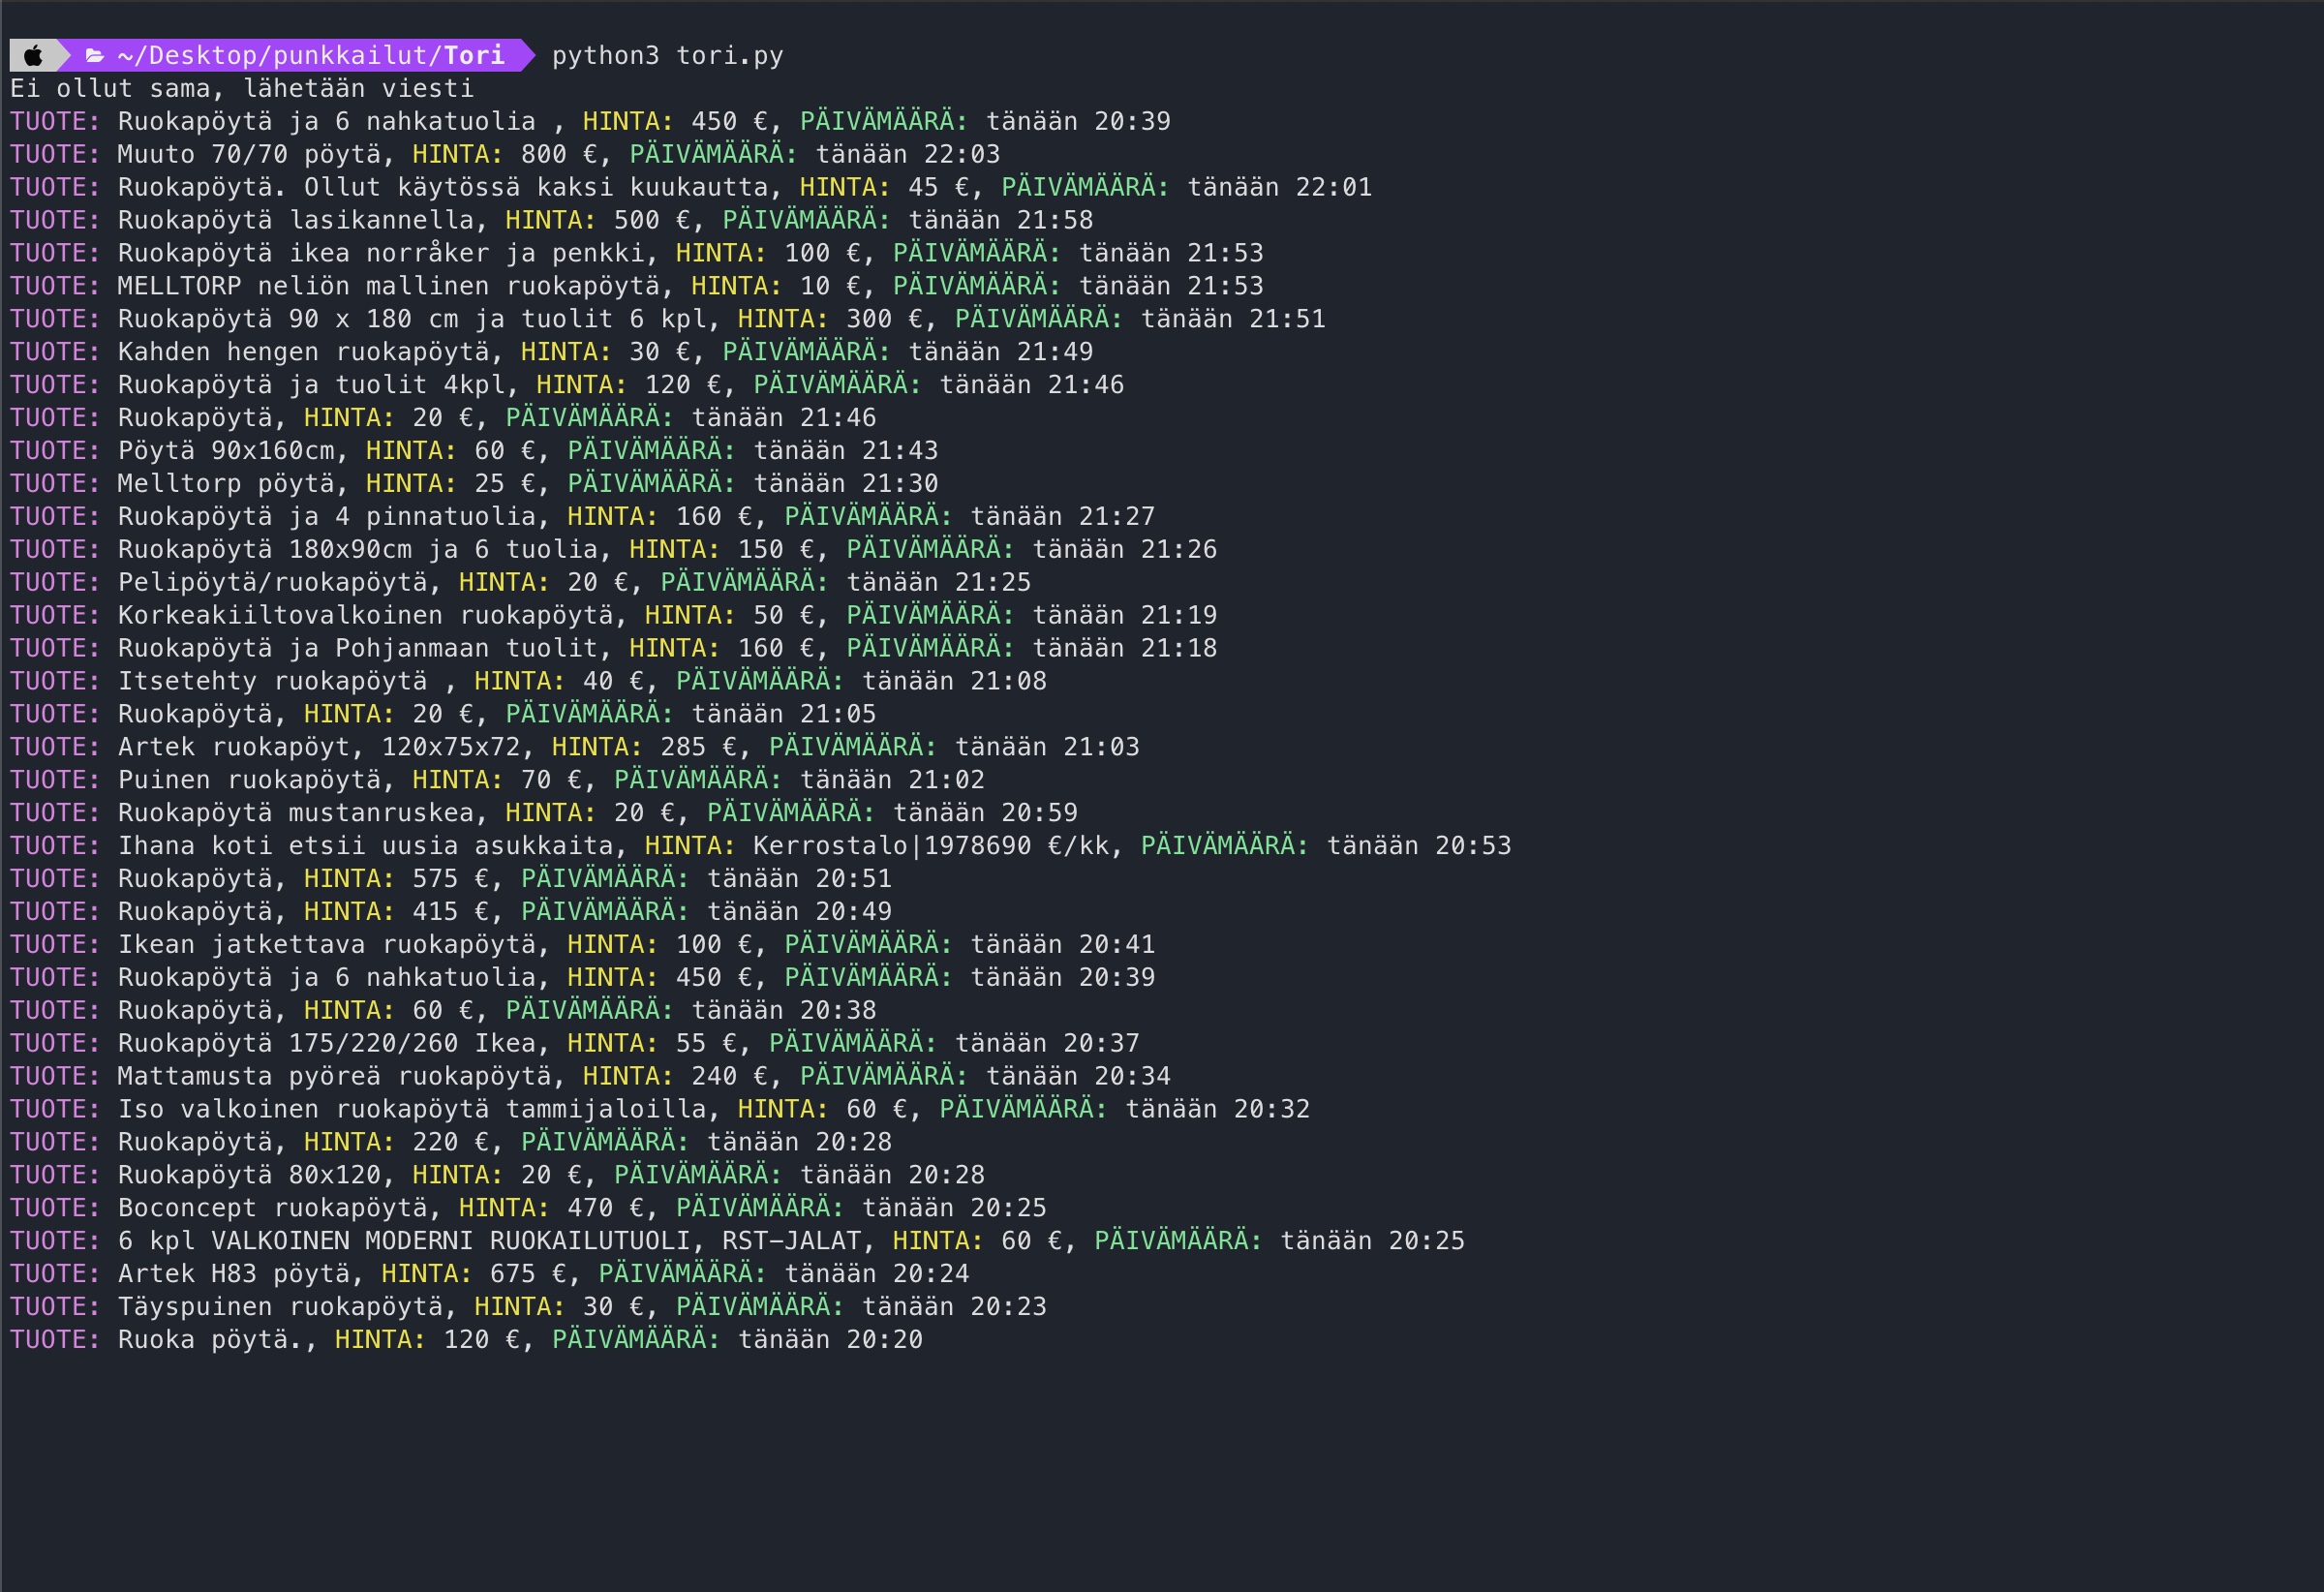 ~/Desktop/punkkailut/Tori python3 tori.py
Ei ollut sama, lähetään viesti
TUOTE: Ruokapöytä ja 6 nahkatuolia , HINTA: 450 €, PÄIVÄMÄÄRÄ: tänään 20:39
TUOTE: Muuto 70/70 pöytä, HINTA: 800 €, PÄIVÄMÄÄRÄ: tänään 22:03
TUOTE: Ruokapöytä. Ollut käytössä kaksi kuukautta, HINTA: 45 €, PÄIVÄMÄÄRÄ: tänään 22:01
TUOTE: Ruokapöytä lasikannella, HINTA: 500 €, PÄIVÄMÄÄRÄ: tänään 21:58
TUOTE: Ruokapöytä ikea norråker ja penkki, HINTA: 100 €, PÄIVÄMÄÄRÄ: tänään 21:53
TUOTE: MELLTORP neliön mallinen ruokapöytä, HINTA: 10 €, PÄIVÄMÄÄRÄ: tänään 21:53
TUOTE: Ruokapöytä 90 x 180 cm ja tuolit 6 kpl, HINTA: 300 €, PÄIVÄMÄÄRÄ: tänään 21:51
TUOTE: Kahden hengen ruokapöytä, HINTA: 30 €, PÄIVÄMÄÄRÄ: tänään 21:49
TUOTE: Ruokapöytä ja tuolit 4kpl, HINTA: 120 €, PÄIVÄMÄÄRÄ: tänään 21:46
TUOTE: Ruokapöytä, HINTA: 20 €, PÄIVÄMÄÄRÄ: tänään 21:46
TUOTE: Pöytä 90x160cm, HINTA: 60 €, PÄIVÄMÄÄRÄ: tänään 21:43
TUOTE: Melltorp pöytä, HINTA: 25 €, PÄIVÄMÄÄRÄ: tänään 21:30
TUOTE: Ruokapöytä ja 4 pinnatuolia, HINTA: 160 €, PÄIVÄMÄÄRÄ: tänään 21:27
TUOTE: Ruokapöytä 180x90cm ja 6 tuolia, HINTA: 150 €, PÄIVÄMÄÄRÄ: tänään 21:26
TUOTE: Pelipöytä/ruokapöytä, HINTA: 20 €, PÄIVÄMÄÄRÄ: tänään 21:25
TUOTE: Korkeakiiltovalkoinen ruokapöytä, HINTA: 50 €, PÄIVÄMÄÄRÄ: tänään 21:19
TUOTE: Ruokapöytä ja Pohjanmaan tuolit, HINTA: 160 €, PÄIVÄMÄÄRÄ: tänään 21:18
TUOTE: Itsetehty ruokapöytä , HINTA: 40 €, PÄIVÄMÄÄRÄ: tänään 21:08
TUOTE: Ruokapöytä, HINTA: 20 €, PÄIVÄMÄÄRÄ: tänään 21:05
TUOTE: Artek ruokapöyt, 120x75x72, HINTA: 285 €, PÄIVÄMÄÄRÄ: tänään 21:03
TUOTE: Puinen ruokapöytä, HINTA: 70 €, PÄIVÄMÄÄRÄ: tänään 21:02
TUOTE: Ruokapöytä mustanruskea, HINTA: 20 €, PÄIVÄMÄÄRÄ: tänään 20:59
TUOTE: Ihana koti etsii uusia asukkaita, HINTA: Kerrostalo|1978690 €/kk, PÄIVÄMÄÄRÄ: tänään 20:53
TUOTE: Ruokapöytä, HINTA: 575 €, PÄIVÄMÄÄRÄ: tänään 20:51
TUOTE: Ruokapöytä, HINTA: 415 €, PÄIVÄMÄÄRÄ: tänään 20:49
TUOTE: Ikean jatkettava ruokapöytä, HINTA: 100 €, PÄIVÄMÄÄRÄ: tänään 20:41
TUOTE: Ruokapöytä ja 6 nahkatuolia, HINTA: 450 €, PÄIVÄMÄÄRÄ: tänään 20:39
TUOTE: Ruokapöytä, HINTA: 60 €, PÄIVÄMÄÄRÄ: tänään 20:38
TUOTE: Ruokapöytä 175/220/260 Ikea, HINTA: 55 €, PÄIVÄMÄÄRÄ: tänään 20:37
TUOTE: Mattamusta pyöreä ruokapöytä, HINTA: 240 €, PÄIVÄMÄÄRÄ: tänään 20:34
TUOTE: Iso valkoinen ruokapöytä tammijaloilla, HINTA: 60 €, PÄIVÄMÄÄRÄ: tänään 20:32
TUOTE: Ruokapöytä, HINTA: 220 €, PÄIVÄMÄÄRÄ: tänään 20:28
TUOTE: Ruokapöytä 80x120, HINTA: 20 €, PÄIVÄMÄÄRÄ: tänään 20:28
TUOTE: Boconcept ruokapöytä, HINTA: 470 €, PÄIVÄMÄÄRÄ: tänään 20:25
TUOTE: 6 kpl VALKOINEN MODERNI RUOKAILUTUOLI, RST-JALAT, HINTA: 60 €, PÄIVÄMÄÄRÄ: tänään 20:25
TUOTE: Artek H83 pöytä, HINTA: 675 €, PÄIVÄMÄÄRÄ: tänään 20:24
TUOTE: Täyspuinen ruokapöytä, HINTA: 30 €, PÄIVÄMÄÄRÄ: tänään 20:23
TUOTE: Ruoka pöytä., HINTA: 120 €, PÄIVÄMÄÄRÄ: tänään 20:20